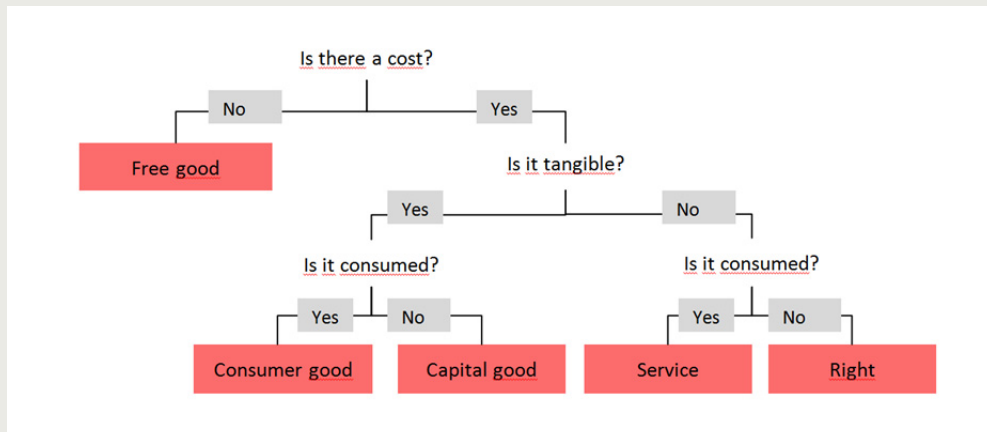 Is there a cost?
No
Yes
Free good
Is it tangible?
Yes
No
Is it consumed?
Is it consumed?
Yes
No
Yes
No
Consumer good
Capital good
Service
Right